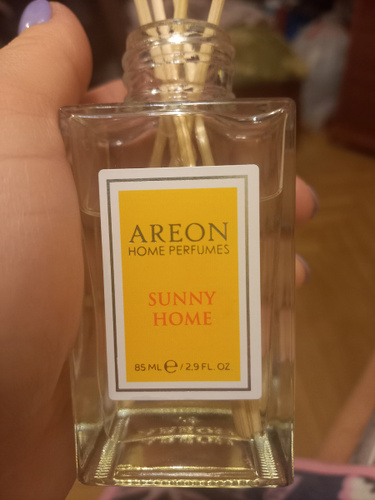 AREON
HOME PERFUMES
SUNNY
HOME
85 ML ℮ / 2.9 FL. OZ